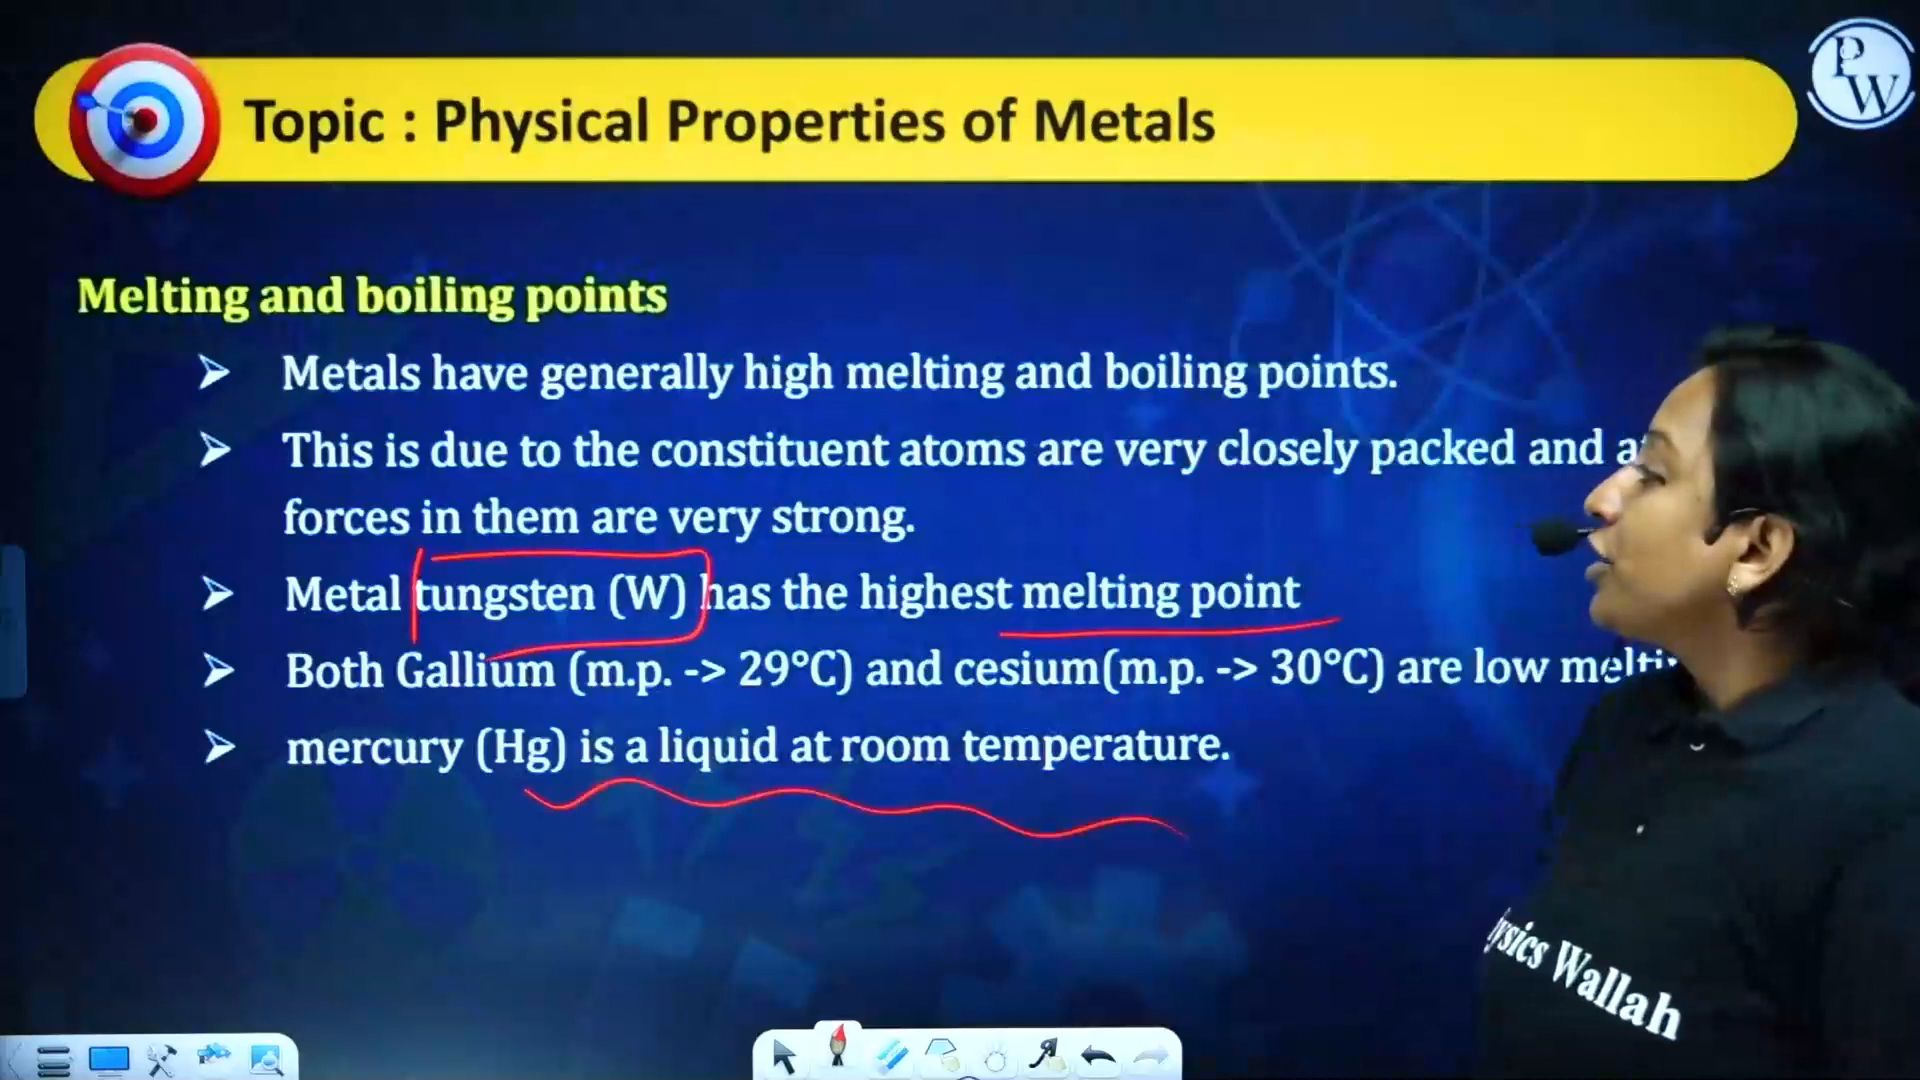 Topic : Physical Properties of Metals
PW
Melting and boiling points
➢ Metals have generally high melting and boiling points.
➢ This is due to the constituent atoms are very closely packed and
forces in them are very strong.
➢ Metal tungsten (W) has the highest melting point
➢ Both Gallium (m.p. -> 29°C) and cesium(m.p. -> 30°C) are low
➢ mercury (Hg) is a liquid at room temperature.
Wallah